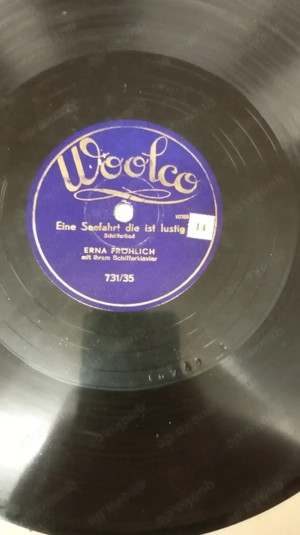 Woolco
Eine Seefahrt die ist lustig
14
Schifferlied
ERNA FRÖHLICH
mit ihrem Schifferklavier
731/35